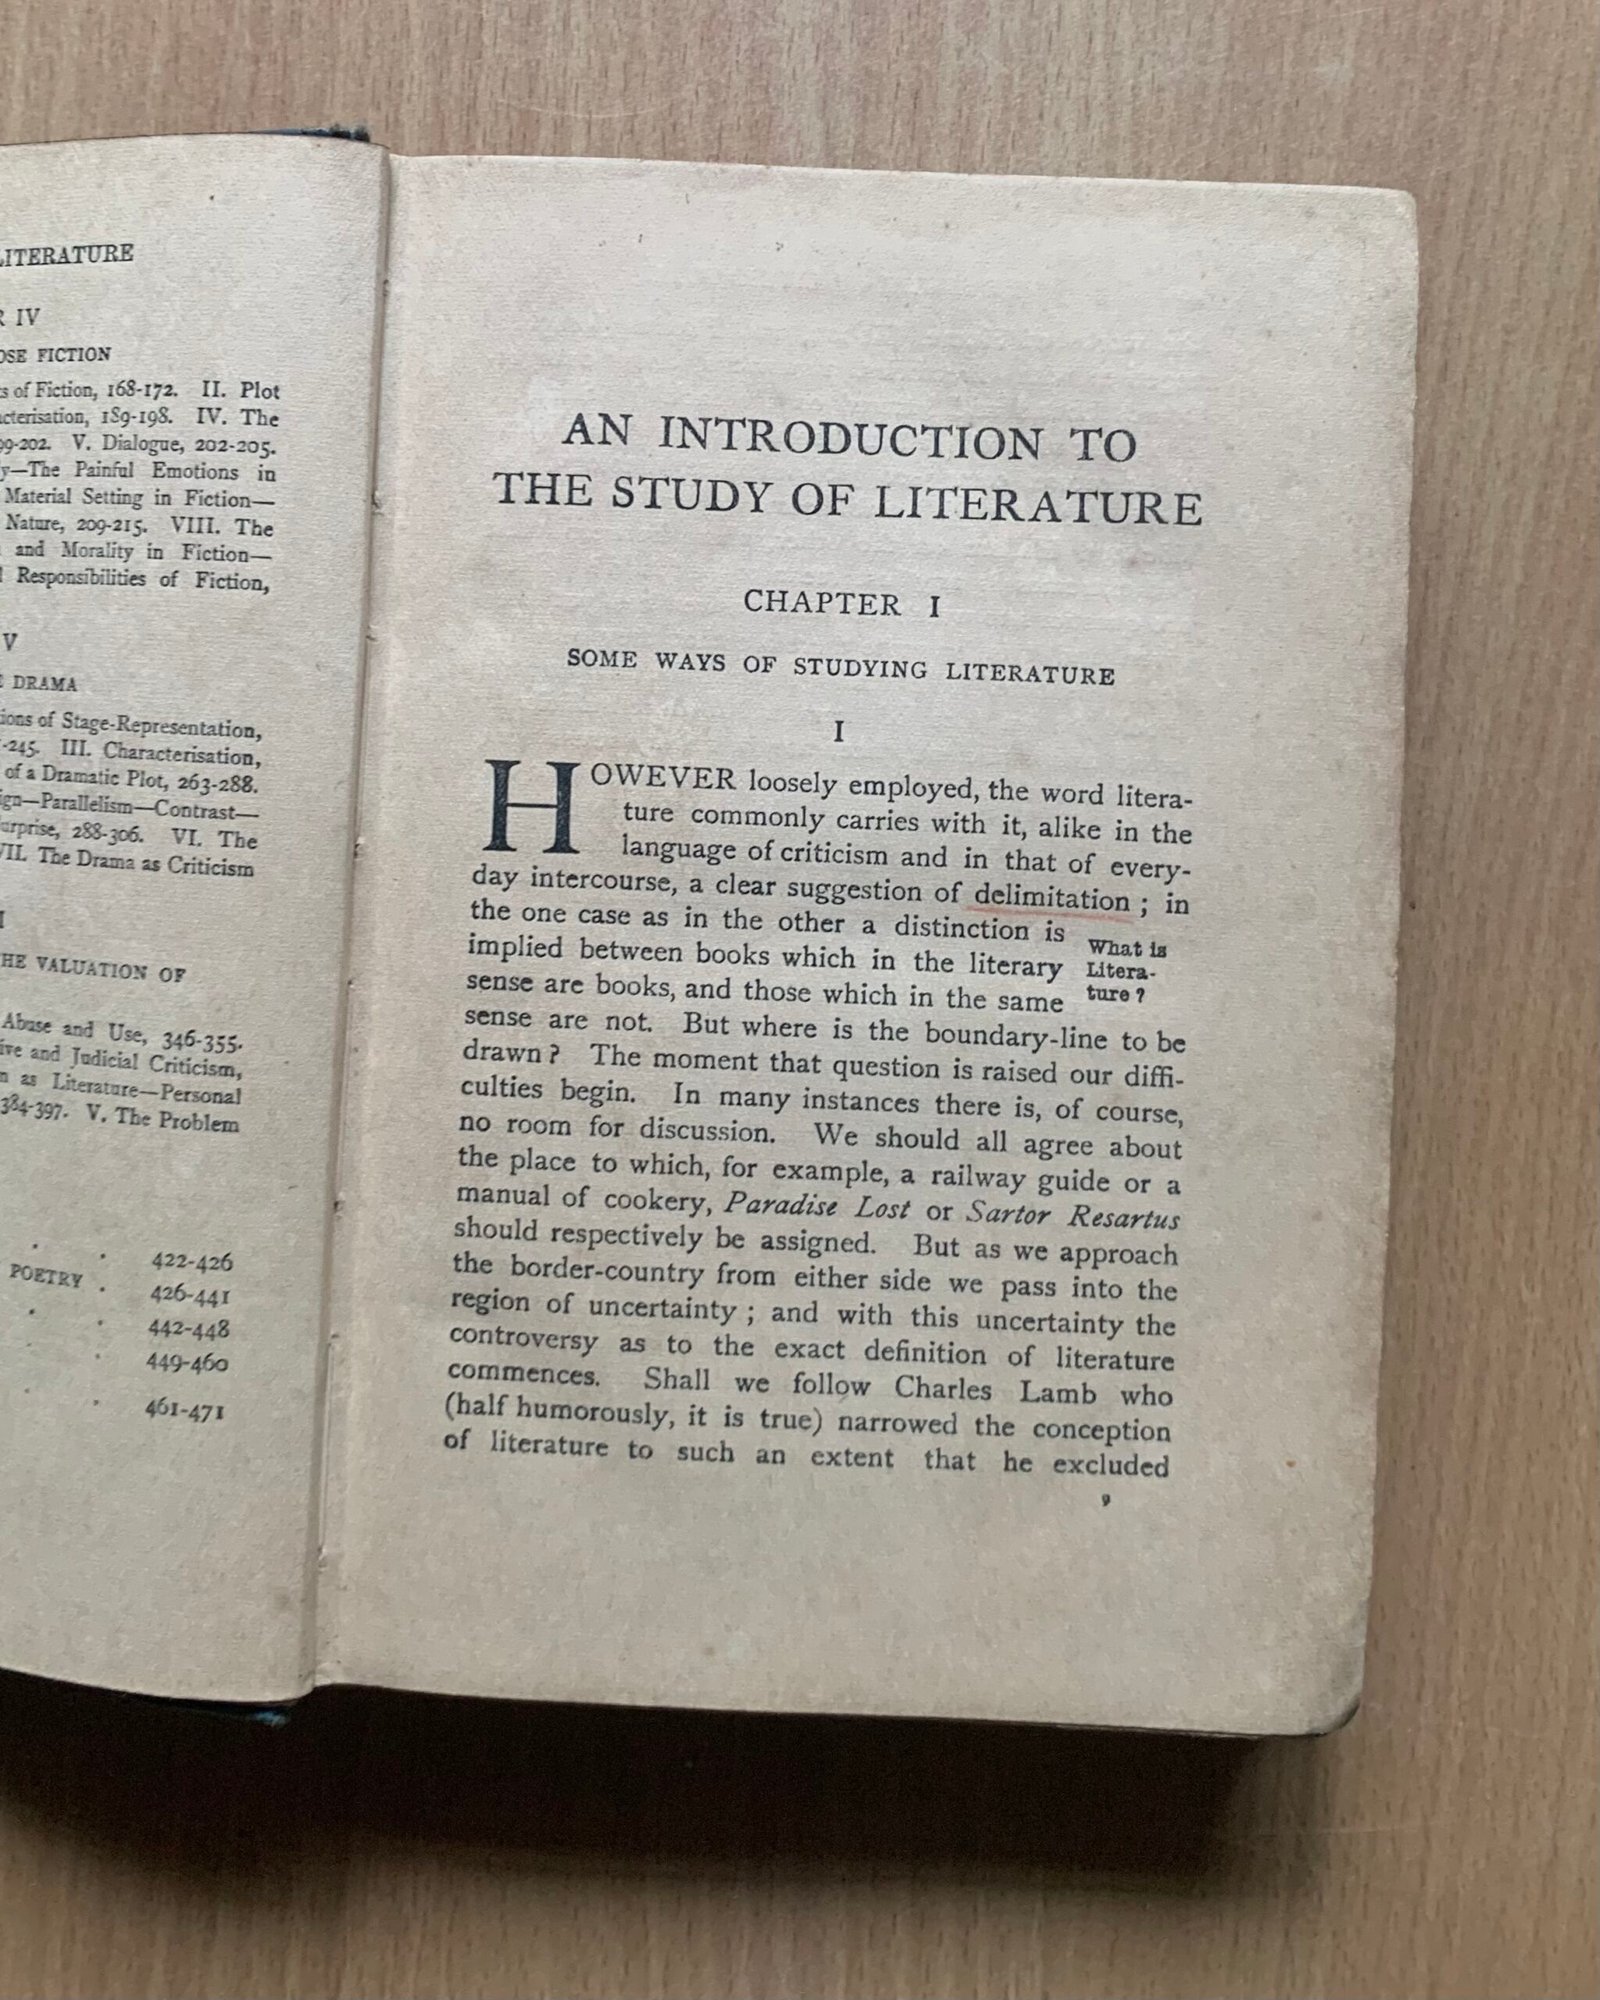 LITERATURE
IV
FICTION
of Fiction, 168-172. II. Plot
189-198. IV. The
V. Dialogue, 202-205.
The Painful Emotions in
Material Setting in Fiction—
Nature, 209-215. VIII. The
and Morality in Fiction—
Responsibilities of Fiction,
V
DRAMA
of Stage-Representation,
III. Characterisation,
of a Dramatic Plot, 263-288.
Parallelism—Contrast—
288-306. VI. The
The Drama as Criticism
VALUATION OF
Abuse and Use, 346-355.
and Judicial Criticism,
as Literature—Personal
384-397. V. The Problem
422-426
POETRY . 426-441
442-448
449-460
461-471
AN INTRODUCTION TO
THE STUDY OF LITERATURE
CHAPTER I
SOME WAYS OF STUDYING LITERATURE
I
HOWEVER loosely employed, the word litera-
ture commonly carries with it, alike in the
language of criticism and in that of every-
day intercourse, a clear suggestion of delimitation ; in
the one case as in the other a distinction is
implied between books which in the literary
sense are books, and those which in the same
What is
Litera-
ture ?
sense are not. But where is the boundary-line to be
drawn ? The moment that question is raised our diffi-
culties begin. In many instances there is, of course,
no room for discussion. We should all agree about
the place to which, for example, a railway guide or a
manual of cookery, Paradise Lost or Sartor Resartus
should respectively be assigned. But as we approach
the border-country from either side we pass into the
region of uncertainty ; and with this uncertainty the
controversy as to the exact definition of literature
commences. Shall we follow Charles Lamb who
(half humorously, it is true) narrowed the conception
of literature to such an extent that he excluded
9